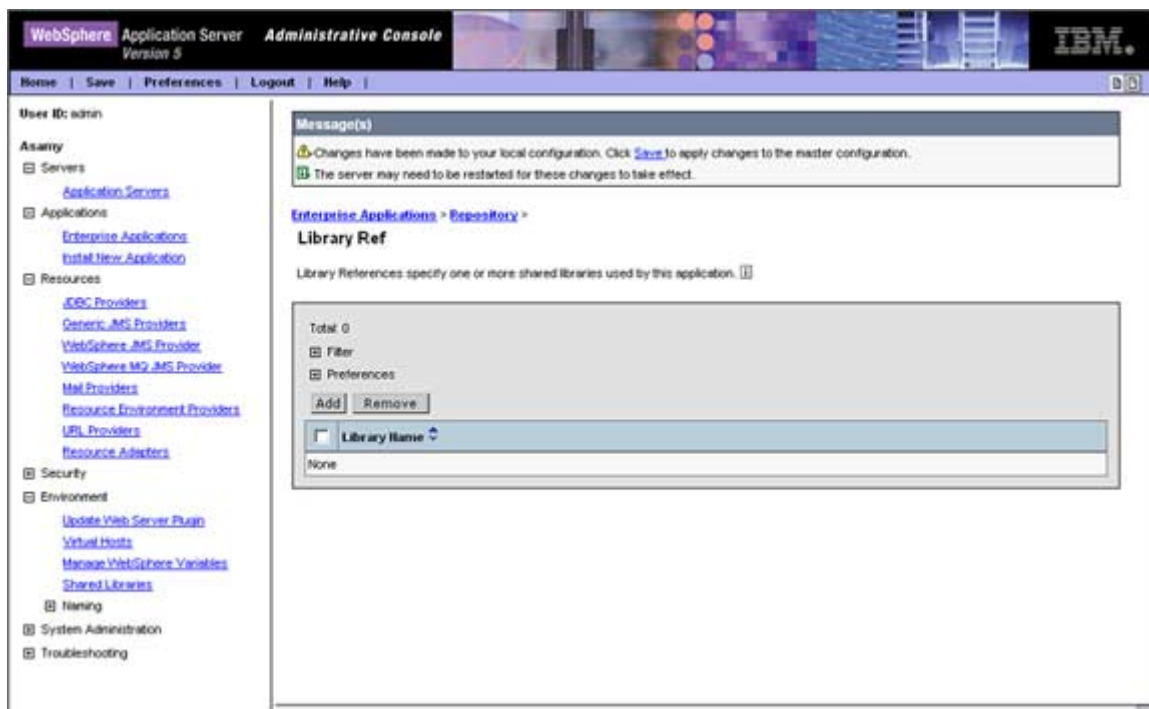 WebSphere Application Server Administrative Console
Version 5
IBM.
Home | Save | Preferences | Logout | Help |
User ID: admin
Asamy
Servers
Application Servers
Applications
Enterprise Applications
Install New Application
Resources
JDBC Providers
Generic JMS Providers
WebSphere JMS Provider
WebSphere MQ JMS Provider
Mail Providers
Resource Environment Providers
URL Providers
Resource Adapters
Security
Environment
Update Web Server Plugin
Virtual Hosts
Manage WebSphere Variables
Shared Libraries
Naming
System Administration
Troubleshooting
Message(s)
Changes have been made to your local configuration. Click Save to apply changes to the master configuration.
The server may need to be restarted for these changes to take effect.
Enterprise Applications > Repository >
Library Ref
Library References specify one or more shared libraries used by this application. i
Total: 0
Filter
Preferences
Add Remove
Library Name
None